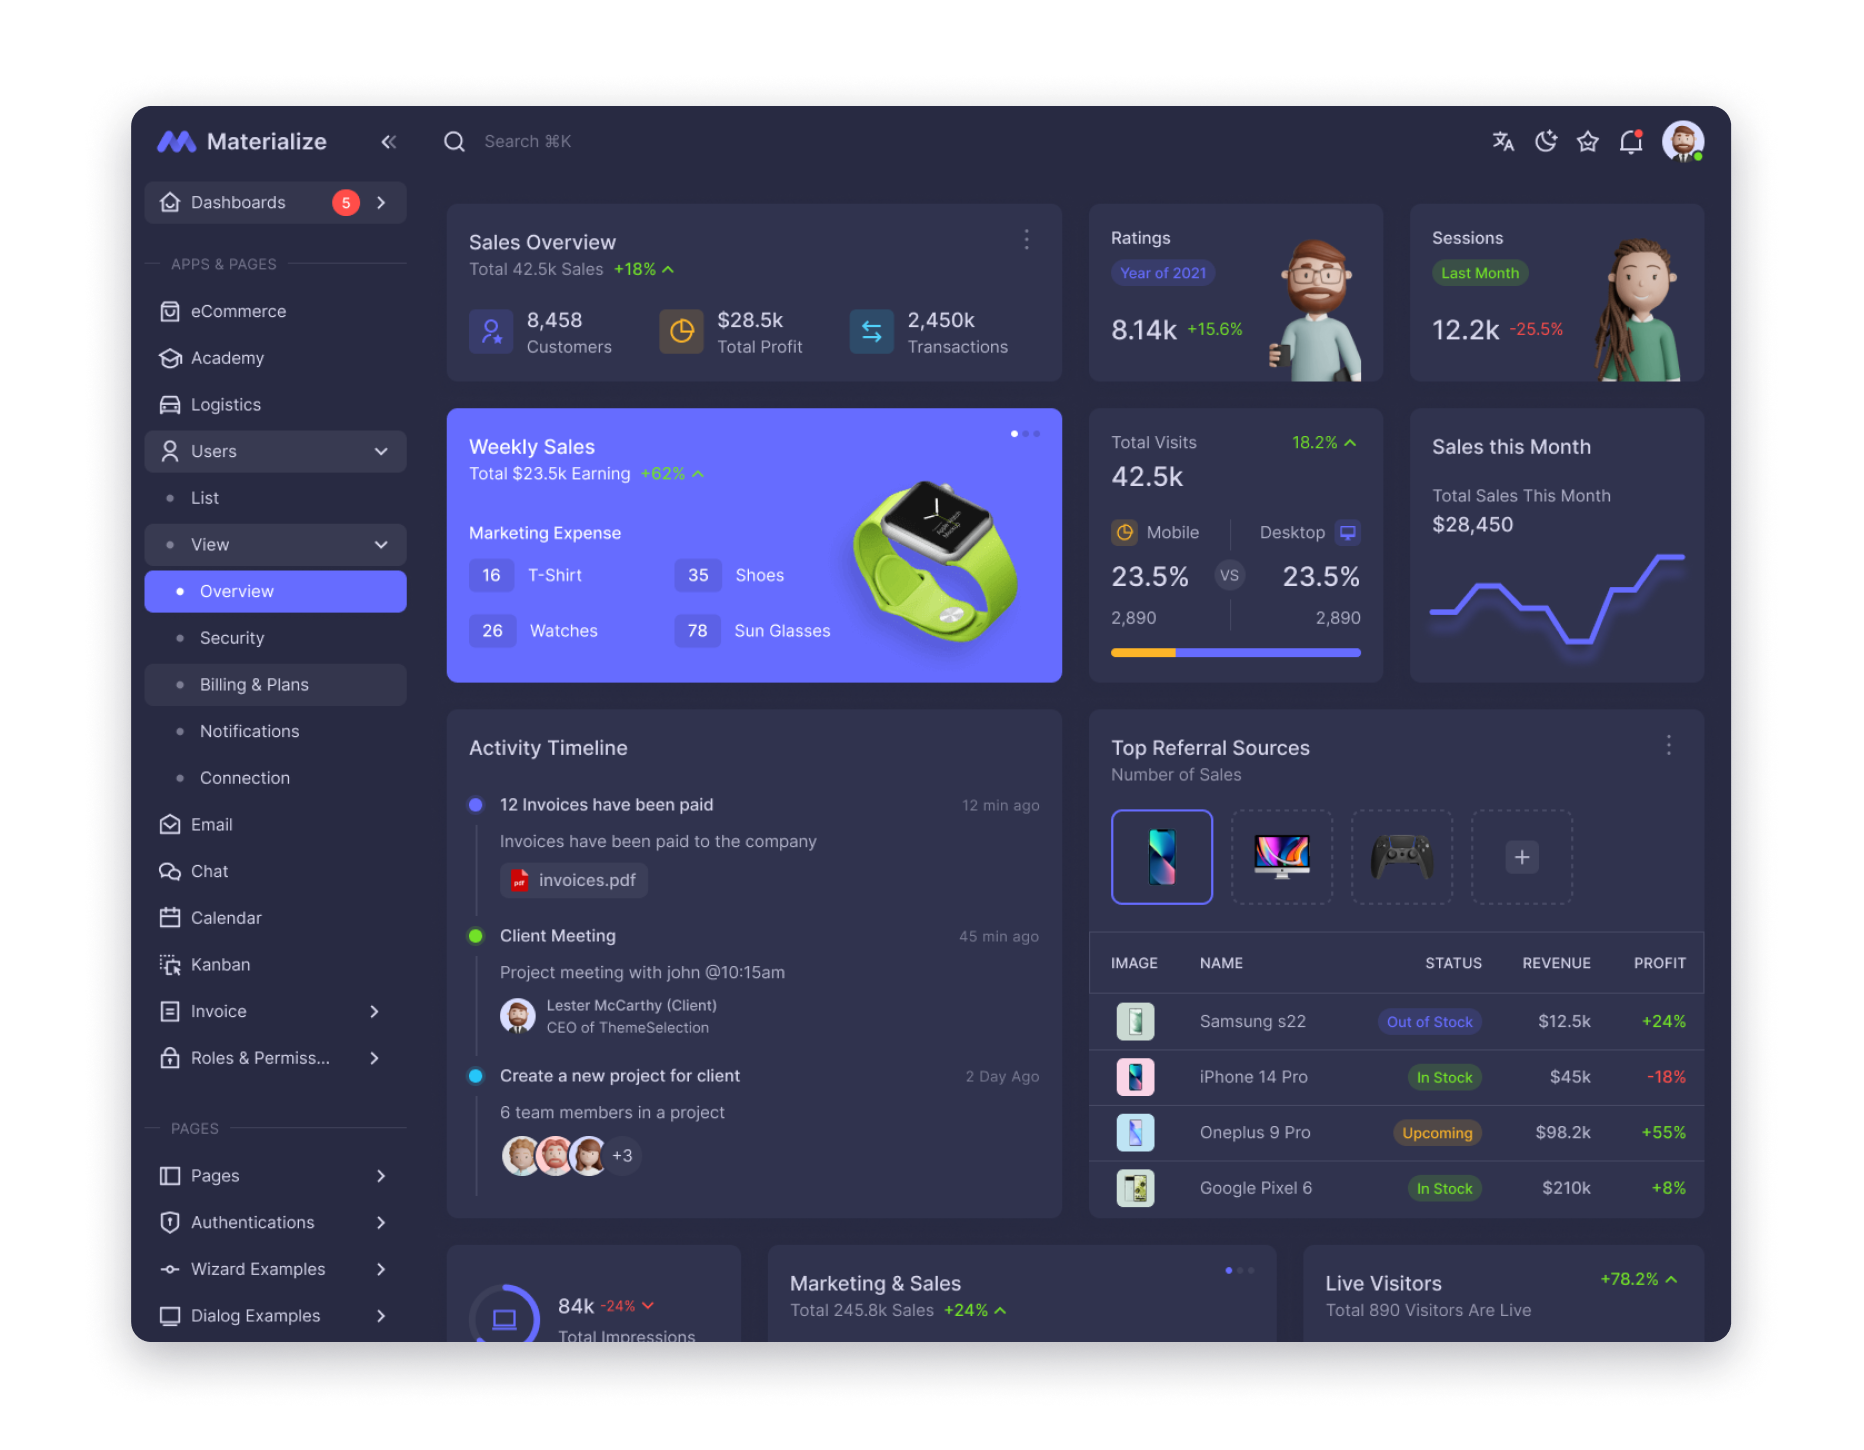 Materialize
Search ⌘K
Dashboards 5
APPS & PAGES
eCommerce
Academy
Logistics
Users
List
View
Overview
Security
Billing & Plans
Notifications
Connection
Email
Chat
Calendar
Kanban
Invoice
Roles & Permiss...
PAGES
Pages
Authentications
Wizard Examples
Dialog Examples
Sales Overview
Total 42.5k Sales +18%
8,458
Customers
$28.5k
Total Profit
2,450k
Transactions
Ratings
Year of 2021
8.14k +15.6%
Sessions
Last Month
12.2k -25.5%
Weekly Sales
Total $23.5k Earning +62%
Marketing Expense
16 T-Shirt
35 Shoes
26 Watches
78 Sun Glasses
Apple Watch
Mockup
Total Visits 18.2%
42.5k
Mobile Desktop
23.5% VS 23.5%
2,890 2,890
Sales this Month
Total Sales This Month
$28,450
Activity Timeline
12 Invoices have been paid 12 min ago
Invoices have been paid to the company
pdf invoices.pdf
Client Meeting 45 min ago
Project meeting with john @10:15am
Lester McCarthy (Client)
CEO of ThemeSelection
Create a new project for client 2 Day Ago
6 team members in a project
+3
Top Referral Sources
Number of Sales
IMAGE NAME STATUS REVENUE PROFIT
Samsung s22 Out of Stock $12.5k +24%
iPhone 14 Pro In Stock $45k -18%
Oneplus 9 Pro Upcoming $98.2k +55%
Google Pixel 6 In Stock $210k +8%
84k -24%
Total Impressions
Marketing & Sales
Total 245.8k Sales +24%
Live Visitors +78.2%
Total 890 Visitors Are Live